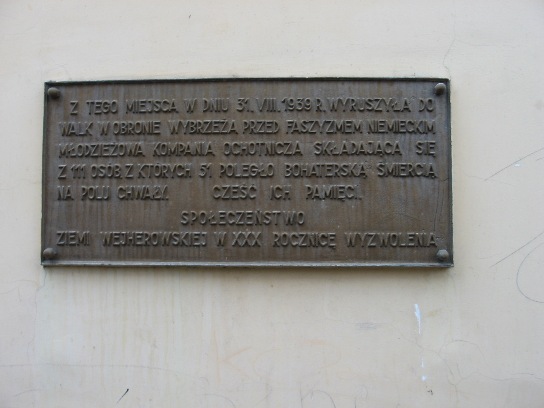 Z TEGO MIEJSCA W DNIU 31.VIII.1939 R. WYRUSZYŁA DO
WALK W OBRONIE WYBRZEŻA PRZED FASZYZMEM NIEMIECKIM
MŁODZIEŻOWA KOMPANIA OCHOTNICZA SKŁADAJĄCA SIĘ
Z 111 OSÓB, Z KTÓRYCH 51 POLEGŁO BOHATERSKĄ ŚMIERCIĄ
NA POLU CHWAŁY. CZEŚĆ ICH PAMIĘCI.
SPOŁECZEŃSTWO
ZIEMI WEJHEROWSKIEJ W XXX ROCZNICĘ WYZWOLENIA